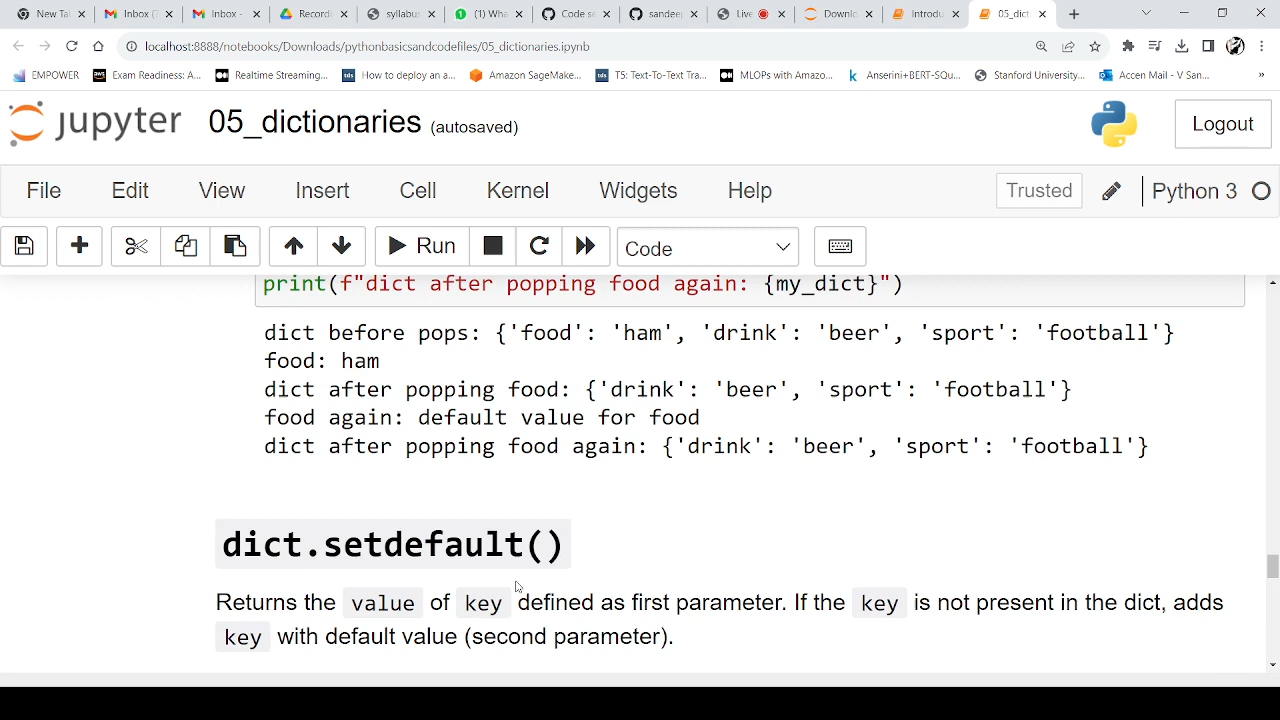 New Ta
Inbox (
Inbox -
Record
syllabu
(1) Wha
Code se
sandeep
Live
Downlo
Introdu
05_dict
localhost:8888/notebooks/Downloads/pythonbasicsandcodefiles/05_dictionaries.ipynb
EMPOWER
Exam Readiness: A...
Realtime Streaming...
How to deploy an a...
Amazon SageMake...
T5: Text-To-Text Tra...
MLOPs with Amazo...
Anserini+BERT-SQu...
Stanford University...
Accen Mail - V San...
»
jupyter 05_dictionaries (autosaved)
Logout
File Edit View Insert Cell Kernel Widgets Help
Trusted
Python 3
Run
Code
print(f"dict after popping food again: {my_dict}")
dict before pops: {'food': 'ham', 'drink': 'beer', 'sport': 'football'}
food: ham
dict after popping food: {'drink': 'beer', 'sport': 'football'}
food again: default value for food
dict after popping food again: {'drink': 'beer', 'sport': 'football'}
dict.setdefault()
Returns the value of key defined as first parameter. If the key is not present in the dict, adds
key with default value (second parameter).